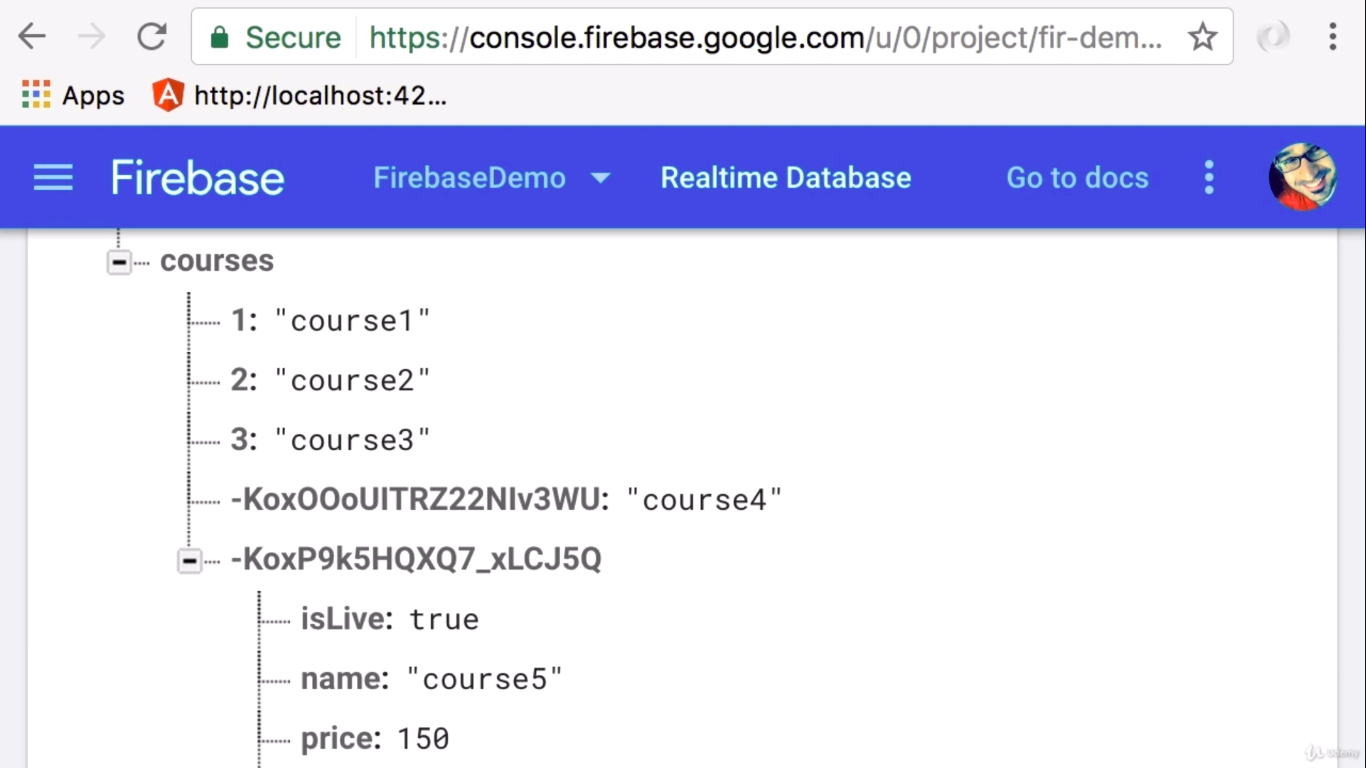 Secure https://console.firebase.google.com/u/0/project/fir-dem...
Apps http://localhost:42...
Firebase FirebaseDemo Realtime Database Go to docs
courses
1: "course1"
2: "course2"
3: "course3"
-KoxOOoUITRZ22NIv3WU: "course4"
-KoxP9k5HQXQ7_xLCJ5Q
isLive: true
name: "course5"
price: 150
Udemy